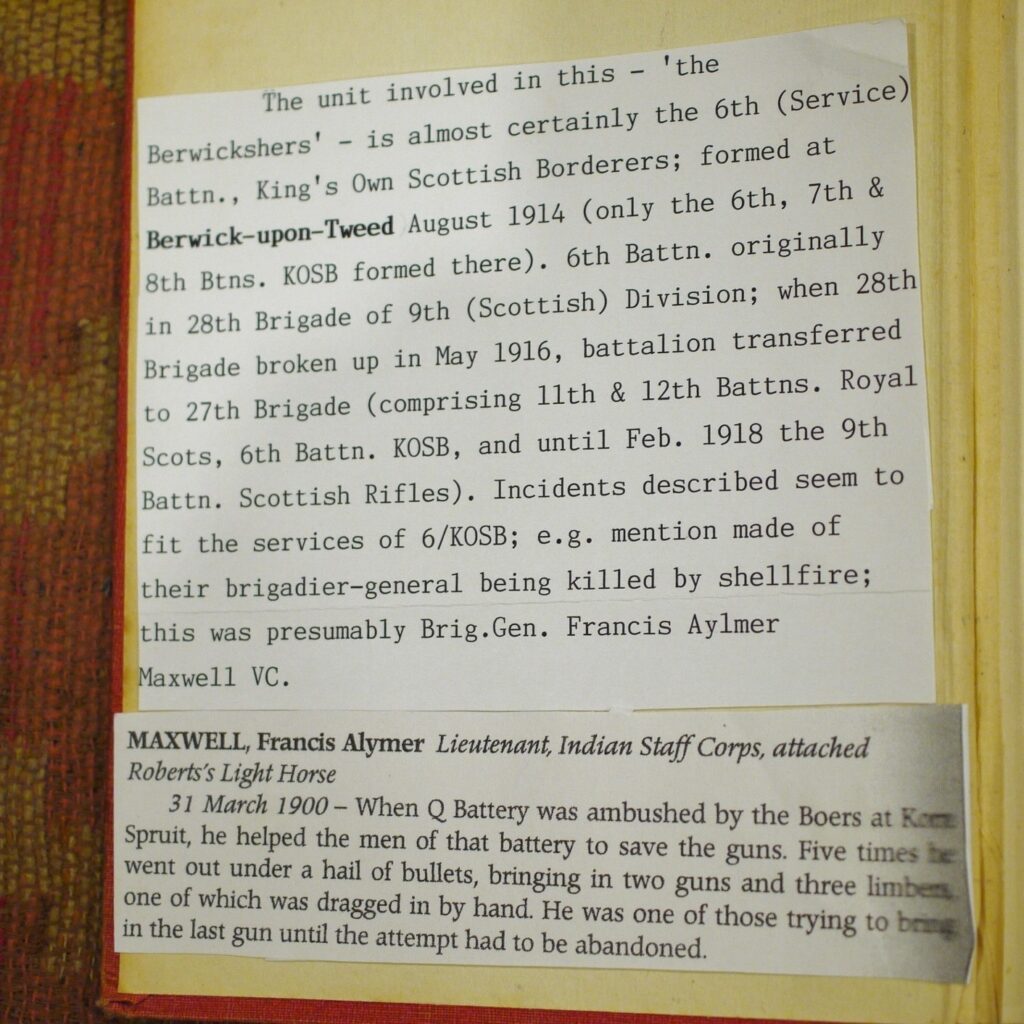 The unit involved in this - 'the
Berwickshers' - is almost certainly the 6th (Service)
Battn., King's Own Scottish Borderers; formed at
Berwick-upon-Tweed August 1914 (only the 6th, 7th &
8th Btns. KOSB formed there). 6th Battn. originally
in 28th Brigade of 9th (Scottish) Division; when 28th
Brigade broken up in May 1916, battalion transferred
to 27th Brigade (comprising 11th & 12th Battns. Royal
Scots, 6th Battn. KOSB, and until Feb. 1918 the 9th
Battn. Scottish Rifles). Incidents described seem to
fit the services of 6/KOSB; e.g. mention made of
their brigadier-general being killed by shellfire;
this was presumably Brig.Gen. Francis Aylmer
Maxwell VC.
MAXWELL, Francis Alymer Lieutenant, Indian Staff Corps, attached
Roberts's Light Horse
31 March 1900 – When Q Battery was ambushed by the Boers at
Spruit, he helped the men of that battery to save the guns. Five times he
went out under a hail of bullets, bringing in two guns and three limbers,
one of which was dragged in by hand. He was one of those trying to bring
in the last gun until the attempt had to be abandoned.